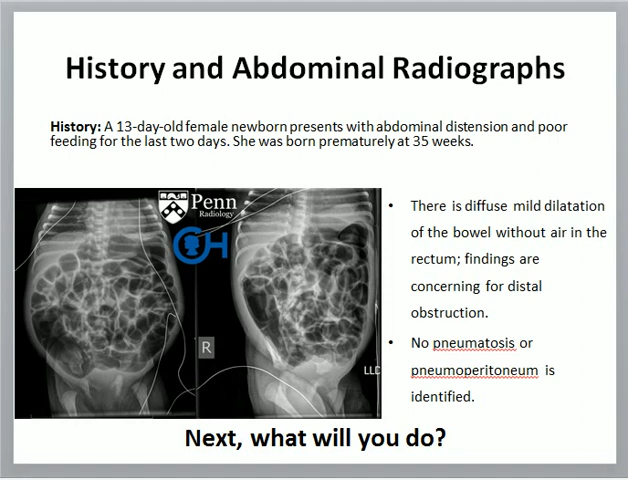 History and Abdominal Radiographs
History: A 13-day-old female newborn presents with abdominal distension and poor
feeding for the last two days. She was born prematurely at 35 weeks.
Penn
Radiology
CH
R
LLD
• There is diffuse mild dilatation
of the bowel without air in the
rectum; findings are
concerning for distal
obstruction.
• No pneumatosis or
pneumoperitoneum is
identified.
Next, what will you do?